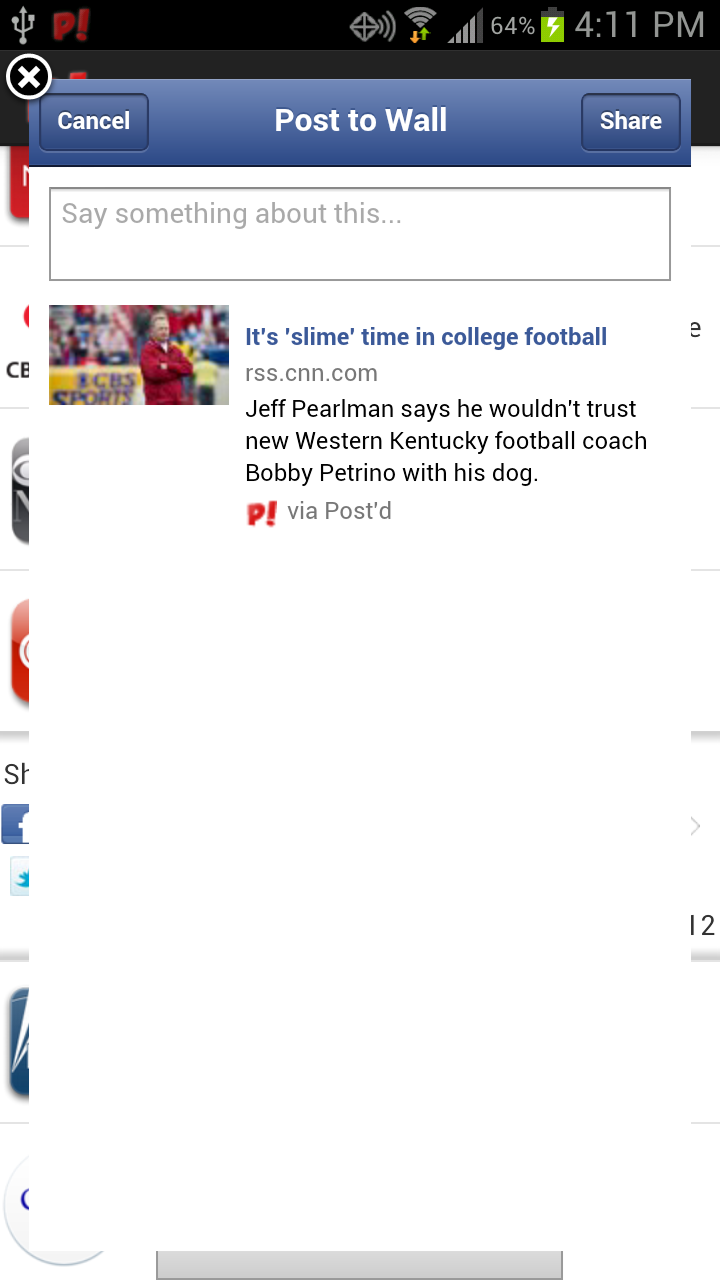 P!
64%
4:11 PM
Cancel
Post to Wall
Share
Say something about this...
It's 'slime' time in college football
rss.cnn.com
Jeff Pearlman says he wouldn't trust
new Western Kentucky football coach
Bobby Petrino with his dog.
P! via Post'd
CBS
SPORTS
N
e
CB
N
Sh
f
12